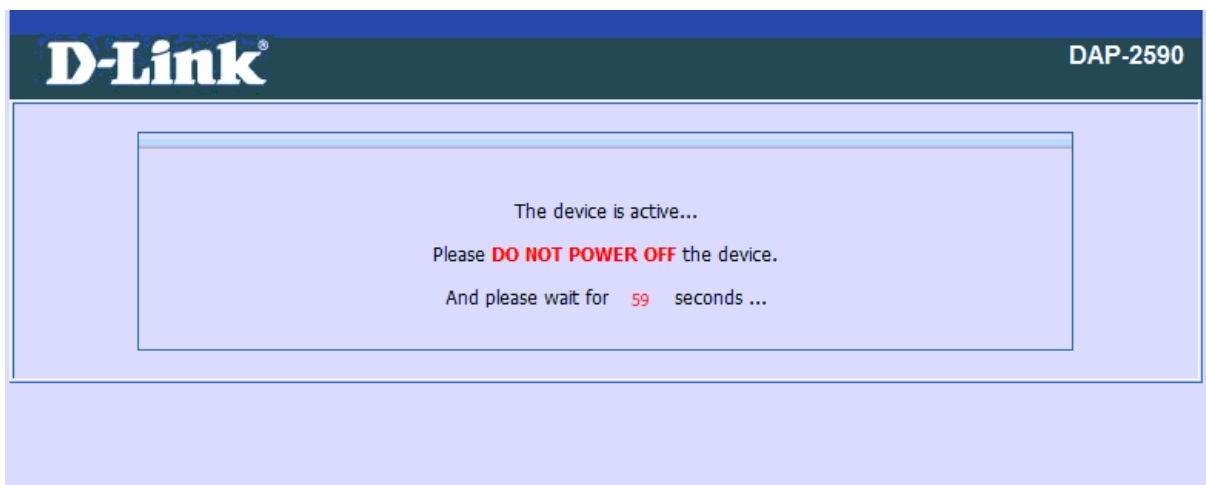 D-Link®
DAP-2590
The device is active...
Please DO NOT POWER OFF the device.
And please wait for 59 seconds ...